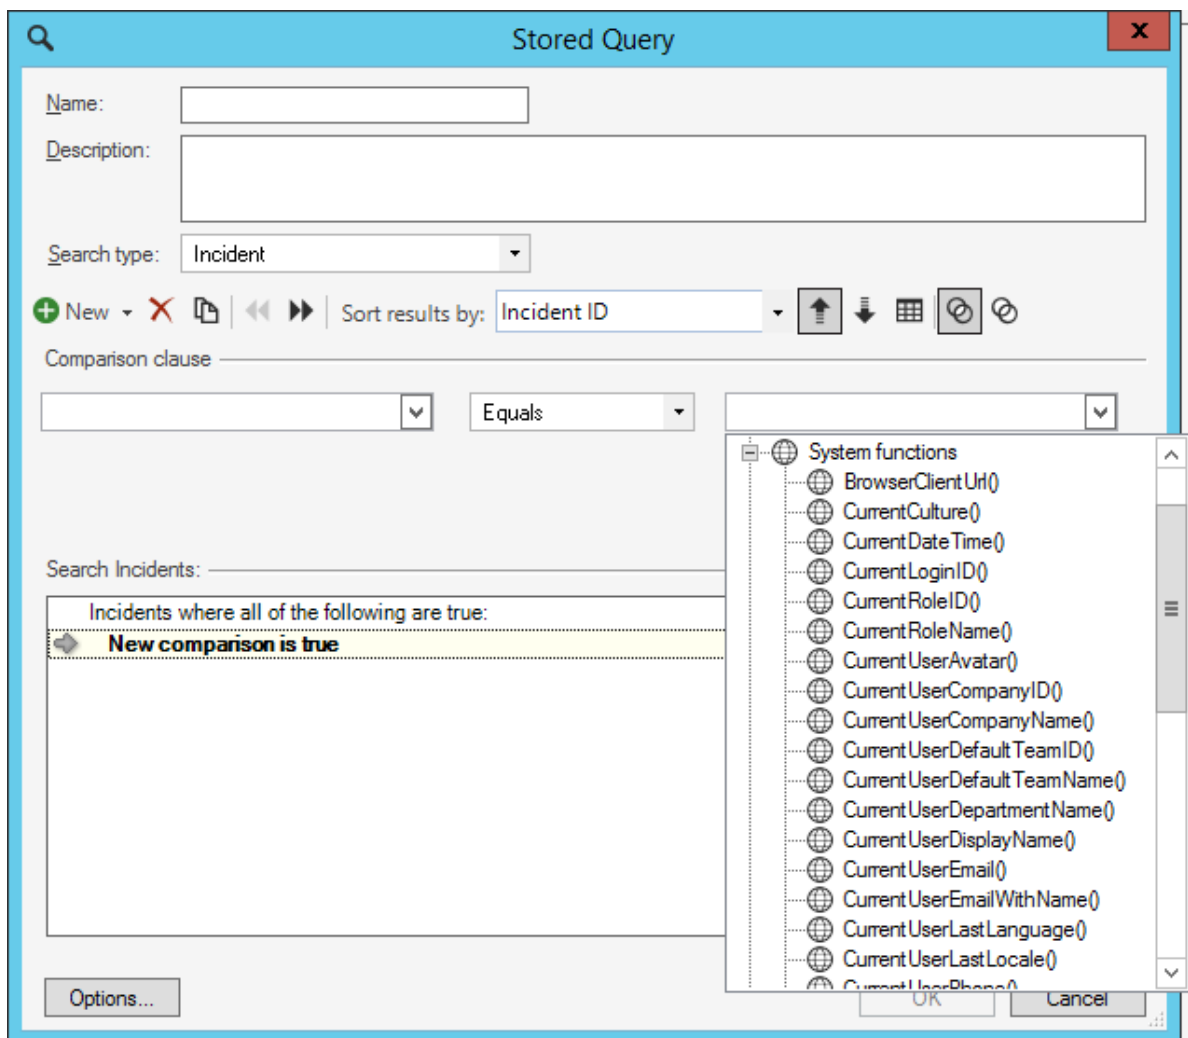 Stored Query
x
Name:
Description:
Search type: Incident
New Sort results by: Incident ID
Comparison clause
Equals
System functions
BrowserClientUrl()
CurrentCulture()
CurrentDateTime()
CurrentLoginID()
CurrentRoleID()
CurrentRoleName()
CurrentUserAvatar()
CurrentUserCompanyID()
CurrentUserCompanyName()
CurrentUserDefaultTeamID()
CurrentUserDefaultTeamName()
CurrentUserDepartmentName()
CurrentUserDisplayName()
CurrentUserEmail()
CurrentUserEmailWithName()
CurrentUserLastLanguage()
CurrentUserLastLocale()
CurrentUserPhone()
Search Incidents:
Incidents where all of the following are true:
New comparison is true
Options... OK Cancel